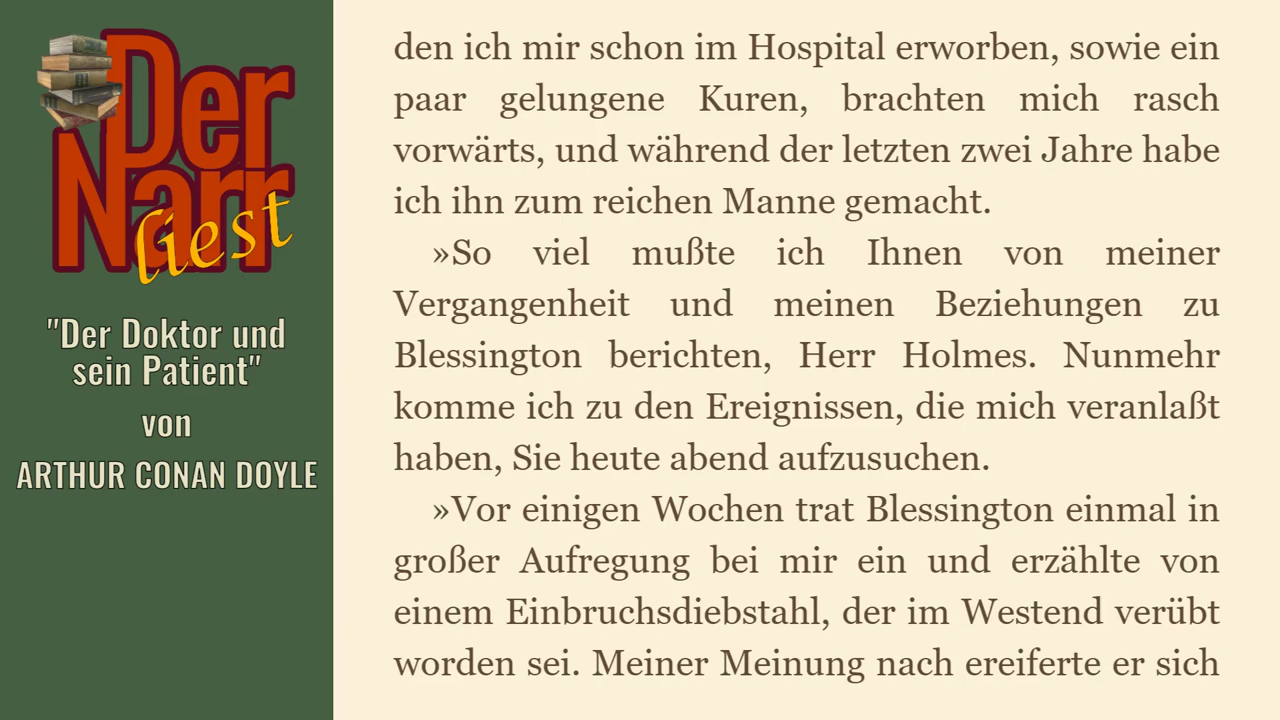 Der
Narr
liest
"Der Doktor und
sein Patient"
von
ARTHUR CONAN DOYLE
den ich mir schon im Hospital erworben, sowie ein
paar gelungene Kuren, brachten mich rasch
vorwärts, und während der letzten zwei Jahre habe
ich ihn zum reichen Manne gemacht.
»So viel mußte ich Ihnen von meiner
Vergangenheit und meinen Beziehungen zu
Blessington berichten, Herr Holmes. Nunmehr
komme ich zu den Ereignissen, die mich veranlaßt
haben, Sie heute abend aufzusuchen.
»Vor einigen Wochen trat Blessington einmal in
großer Aufregung bei mir ein und erzählte von
einem Einbruchsdiebstahl, der im Westend verübt
worden sei. Meiner Meinung nach ereiferte er sich